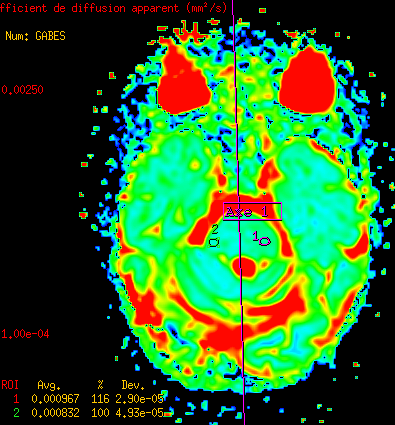 fficient de diffusion apparent (mm²/s)
Num: GABES
0,00250
Axe 1
2
1
1,00e-04
ROI Avg. % Dev.
1 0,000967 116 2.90e-05
2 0,000832 100 4.93e-05